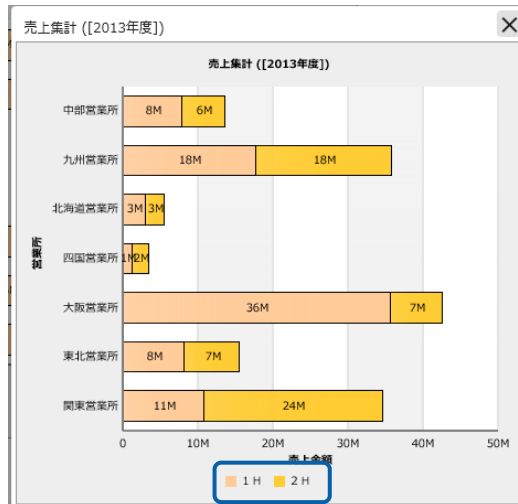 売上集計 ([2013年度])
売上集計 ([2013年度])
中部営業所 8M 6M
九州営業所 18M 18M
北海道営業所 3M 3M
四国営業所 1M 2M
大阪営業所 36M 7M
東北営業所 8M 7M
関東営業所 11M 24M
営業所
0 10M 20M 30M 40M 50M
売上金額
1 H 2 H